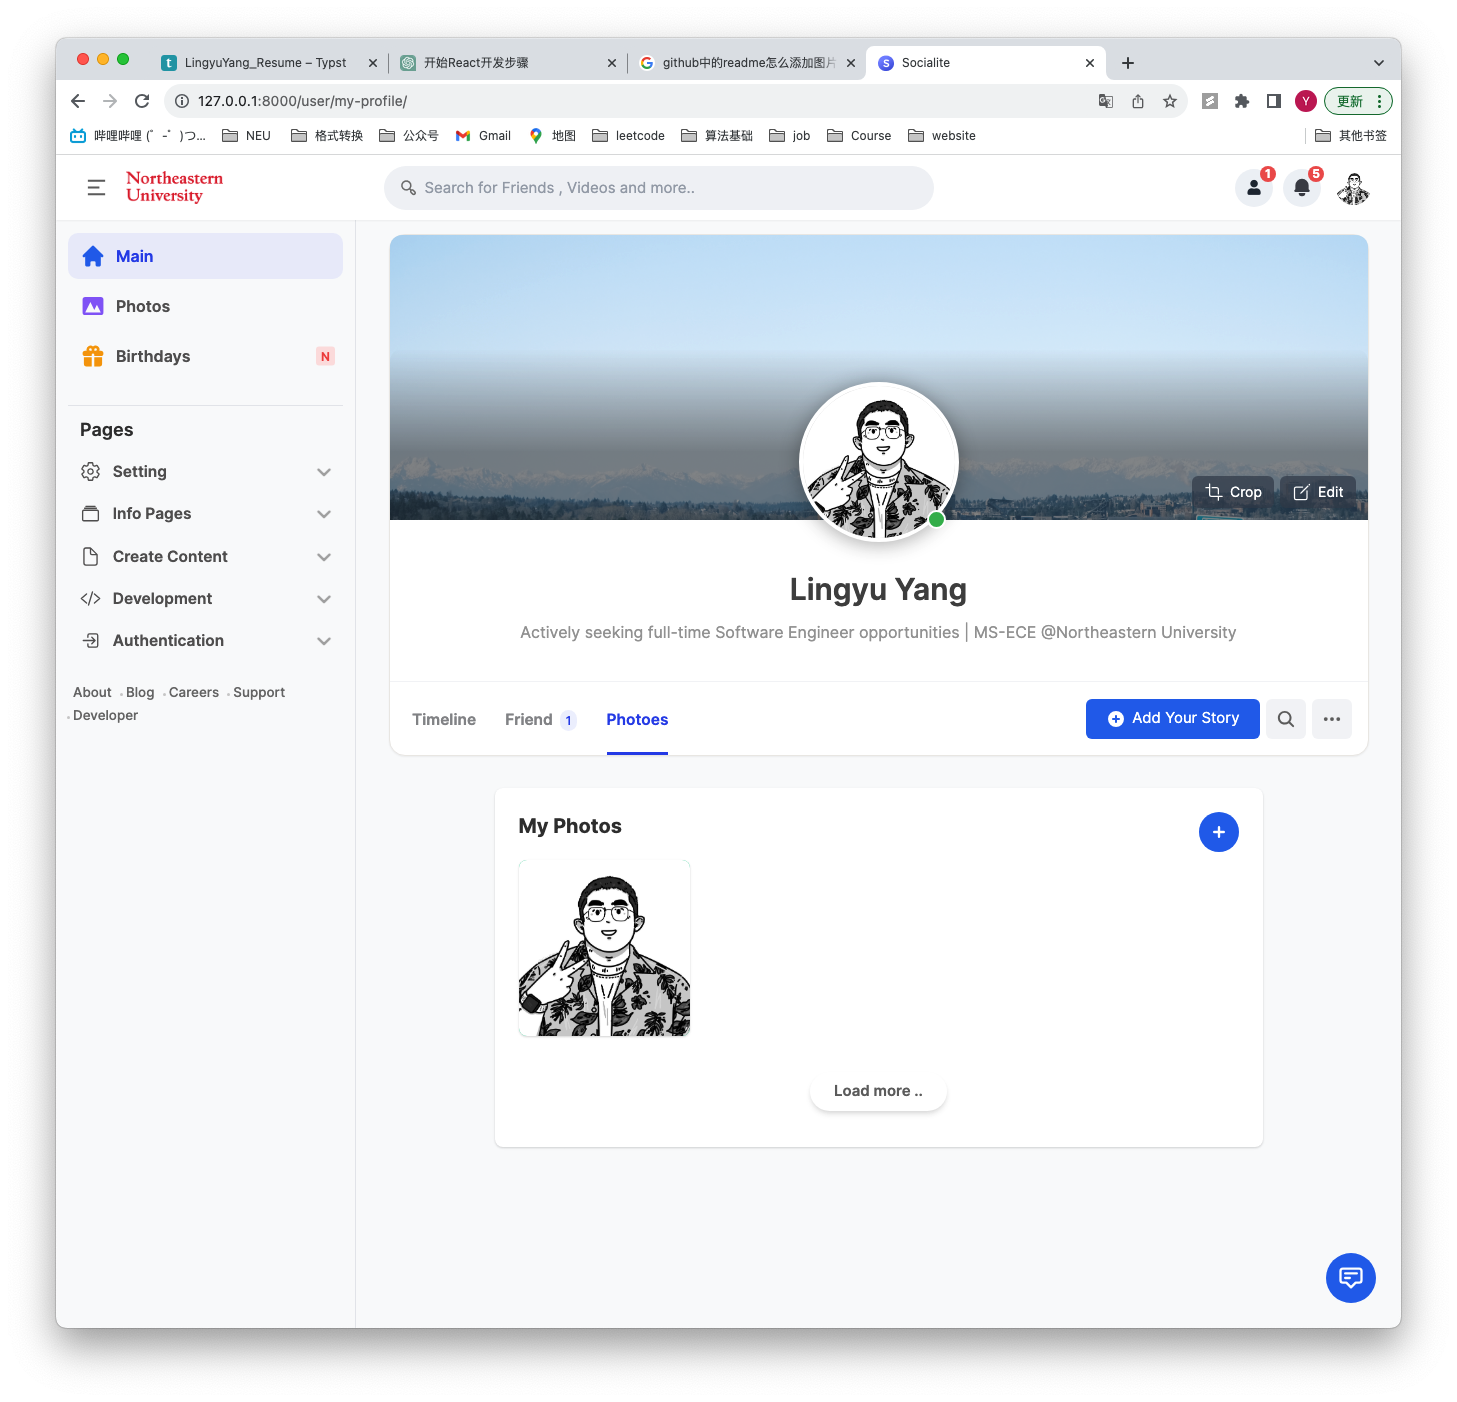 LingyuYang_Resume – Typst
开始React开发步骤
github中的readme怎么添加图片
Socialite
127.0.0.1:8000/user/my-profile/
Y
更新
哔哩哔哩 (゜-゜)つ...
NEU
格式转换
公众号
Gmail
地图
leetcode
算法基础
job
Course
website
其他书签
Northeastern
University
Search for Friends , Videos and more..
1
5
Main
Photos
Birthdays
N
Pages
Setting
Info Pages
Create Content
Development
Authentication
About
Blog
Careers
Support
Developer
Crop
Edit
Lingyu Yang
Actively seeking full-time Software Engineer opportunities | MS-ECE @Northeastern University
Timeline
Friend 1
Photoes
Add Your Story
My Photos
Load more ..